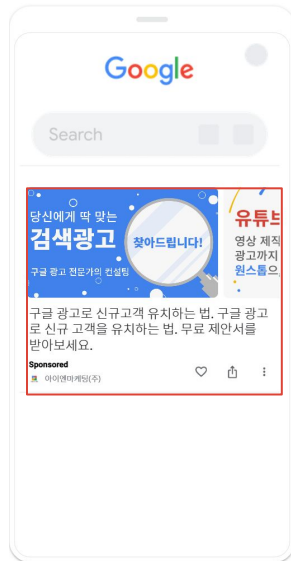 Google
Search
당신에게 딱 맞는
검색광고
찾아드립니다!
구글 광고 전문가의 컨설팅
유튜브
영상 제작
광고까지
원스톱으
구글 광고로 신규고객 유치하는 법. 구글 광고
로 신규 고객을 유치하는 법. 무료 제안서를
받아보세요.
Sponsored
아이엔마케팅(주)